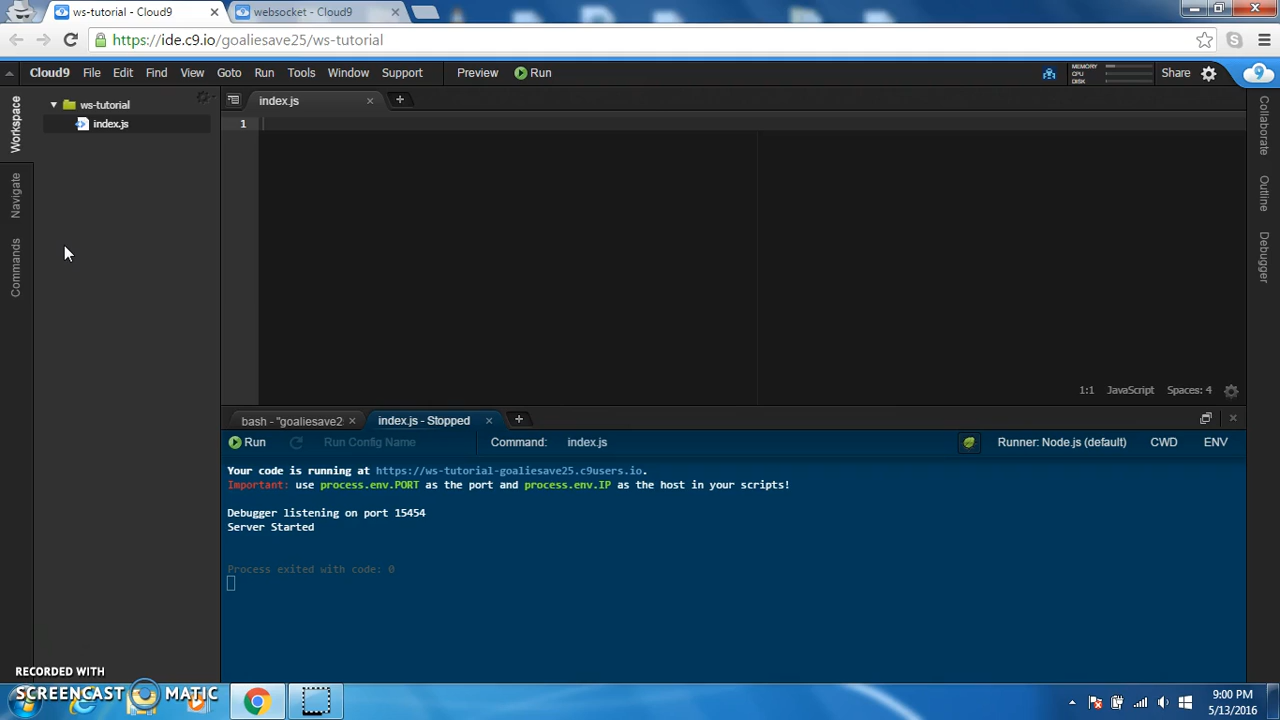 ws-tutorial - Cloud9
websocket - Cloud9
https://ide.c9.io/goaliesave25/ws-tutorial
Cloud9 File Edit Find View Goto Run Tools Window Support Preview Run MEMORY CPU DISK Share 9
Workspace
Navigate
Commands
ws-tutorial
index.js
index.js
1
Collaborate
Outline
Debugger
1:1 JavaScript Spaces: 4
bash - "goaliesave2
index.js - Stopped
Run Run Config Name Command: index.js Runner: Node.js (default) CWD ENV
Your code is running at https://ws-tutorial-goaliesave25.c9users.io.
Important: use process.env.PORT as the port and process.env.IP as the host in your scripts!
Debugger listening on port 15454
Server Started
Process exited with code: 0
RECORDED WITH
SCREENCAST MATIC
9:00 PM
5/13/2016